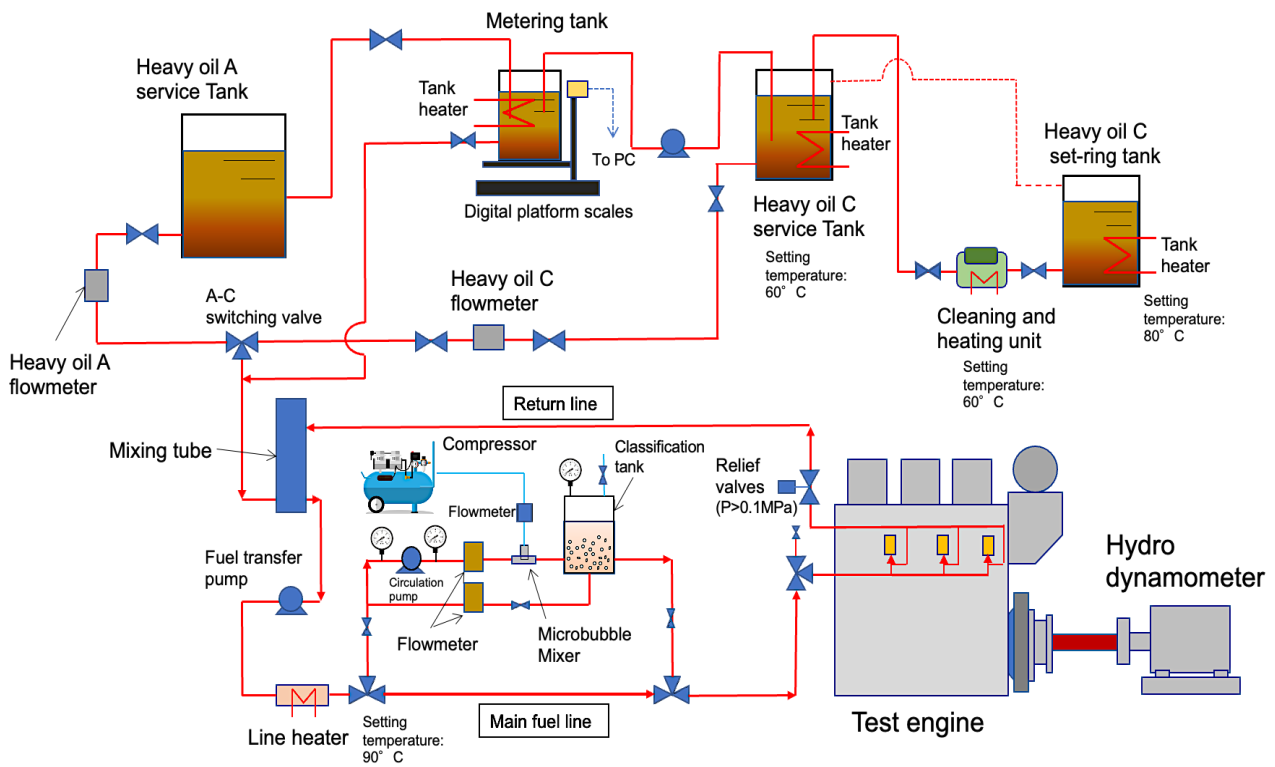 Metering tank
Heavy oil A
service Tank
Tank
heater
To PC
Digital platform scales
Tank
heater
Heavy oil C
service Tank
Setting
temperature:
60°C
Heavy oil C
set-ring tank
Tank
heater
Setting
temperature:
80°C
Cleaning and
heating unit
Setting
temperature:
60°C
Heavy oil C
flowmeter
A-C
switching valve
Heavy oil A
flowmeter
Return line
Mixing tube
Compressor
Classification
tank
Flowmeter
Relief
valves
(P>0.1MPa)
Fuel transfer
pump
Circulation
pump
Flowmeter
Microbubble
Mixer
Hydro
dynamometer
Main fuel line
Line heater
Setting
temperature:
90°C
Test engine